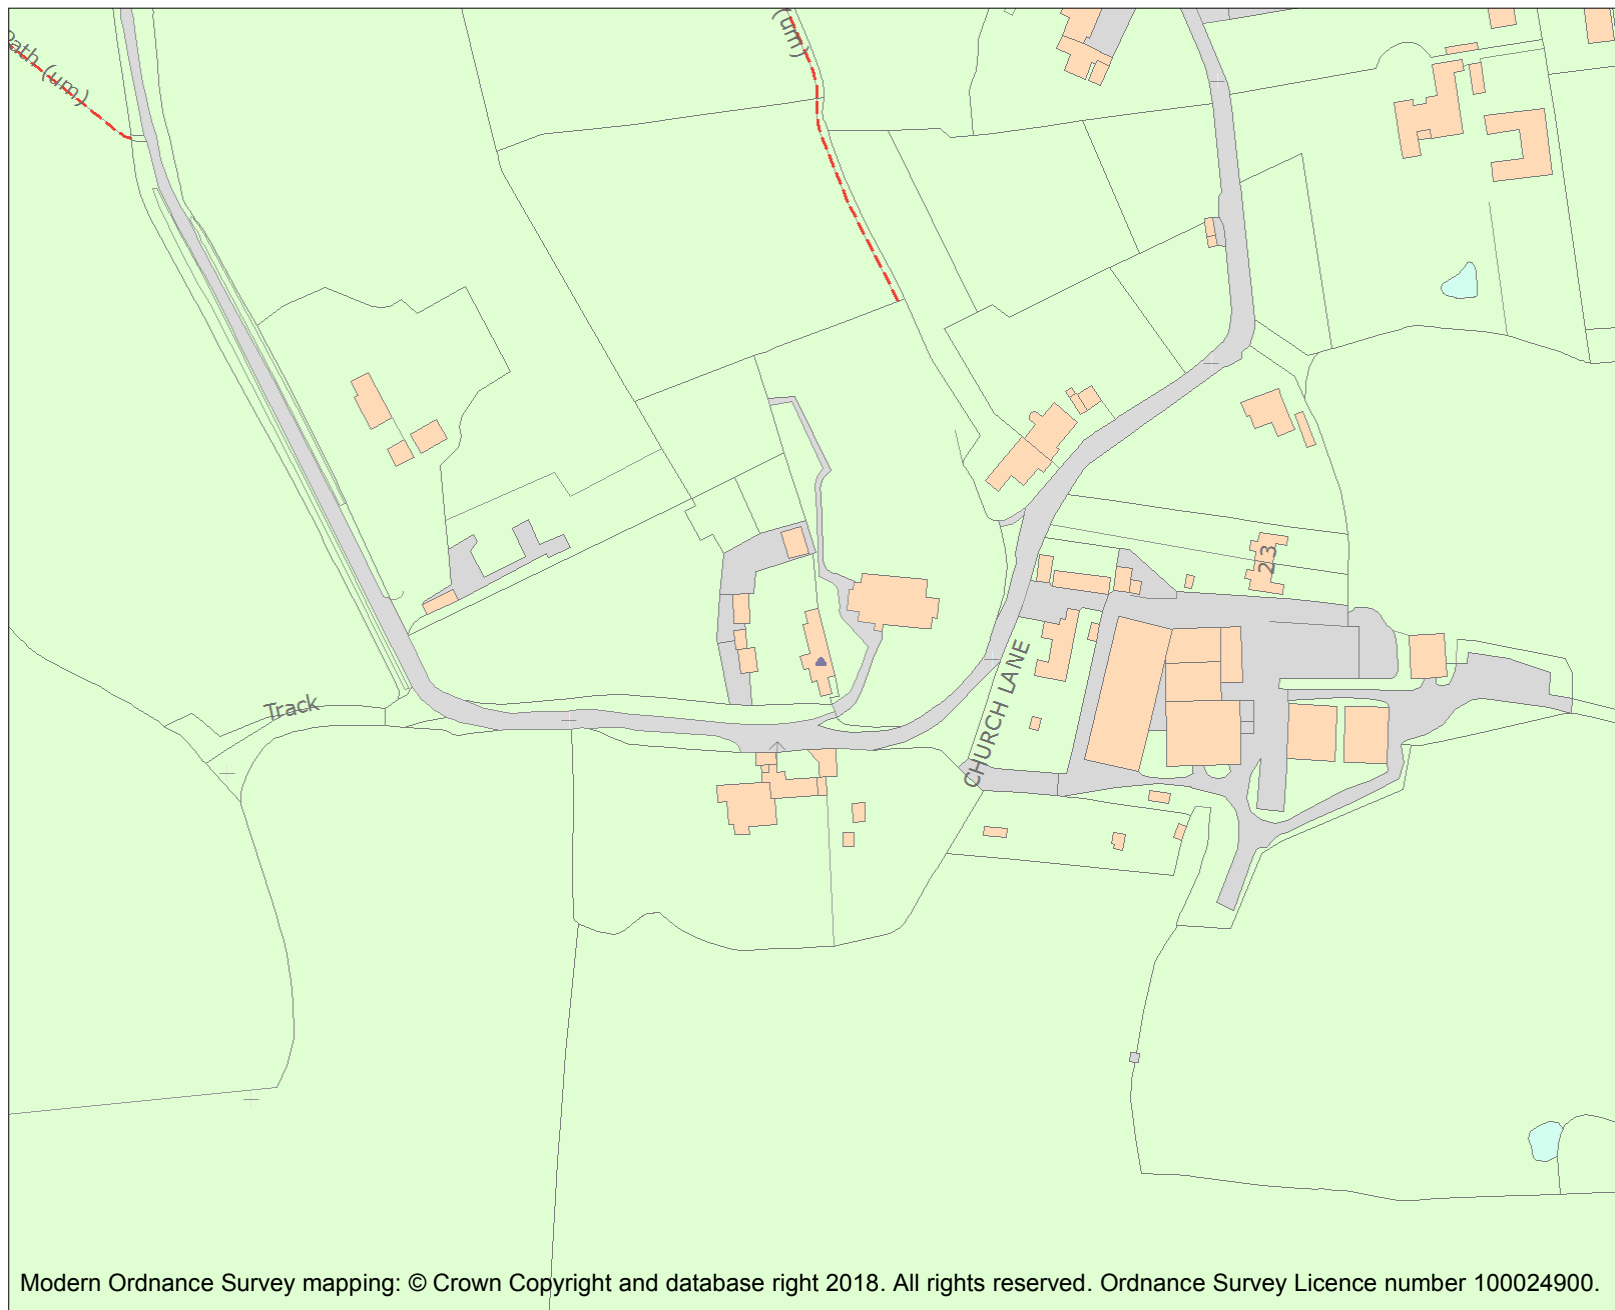 Path (um)
(um)
23
CHURCH LANE
Track
Modern Ordnance Survey mapping: © Crown Copyright and database right 2018. All rights reserved. Ordnance Survey Licence number 100024900.